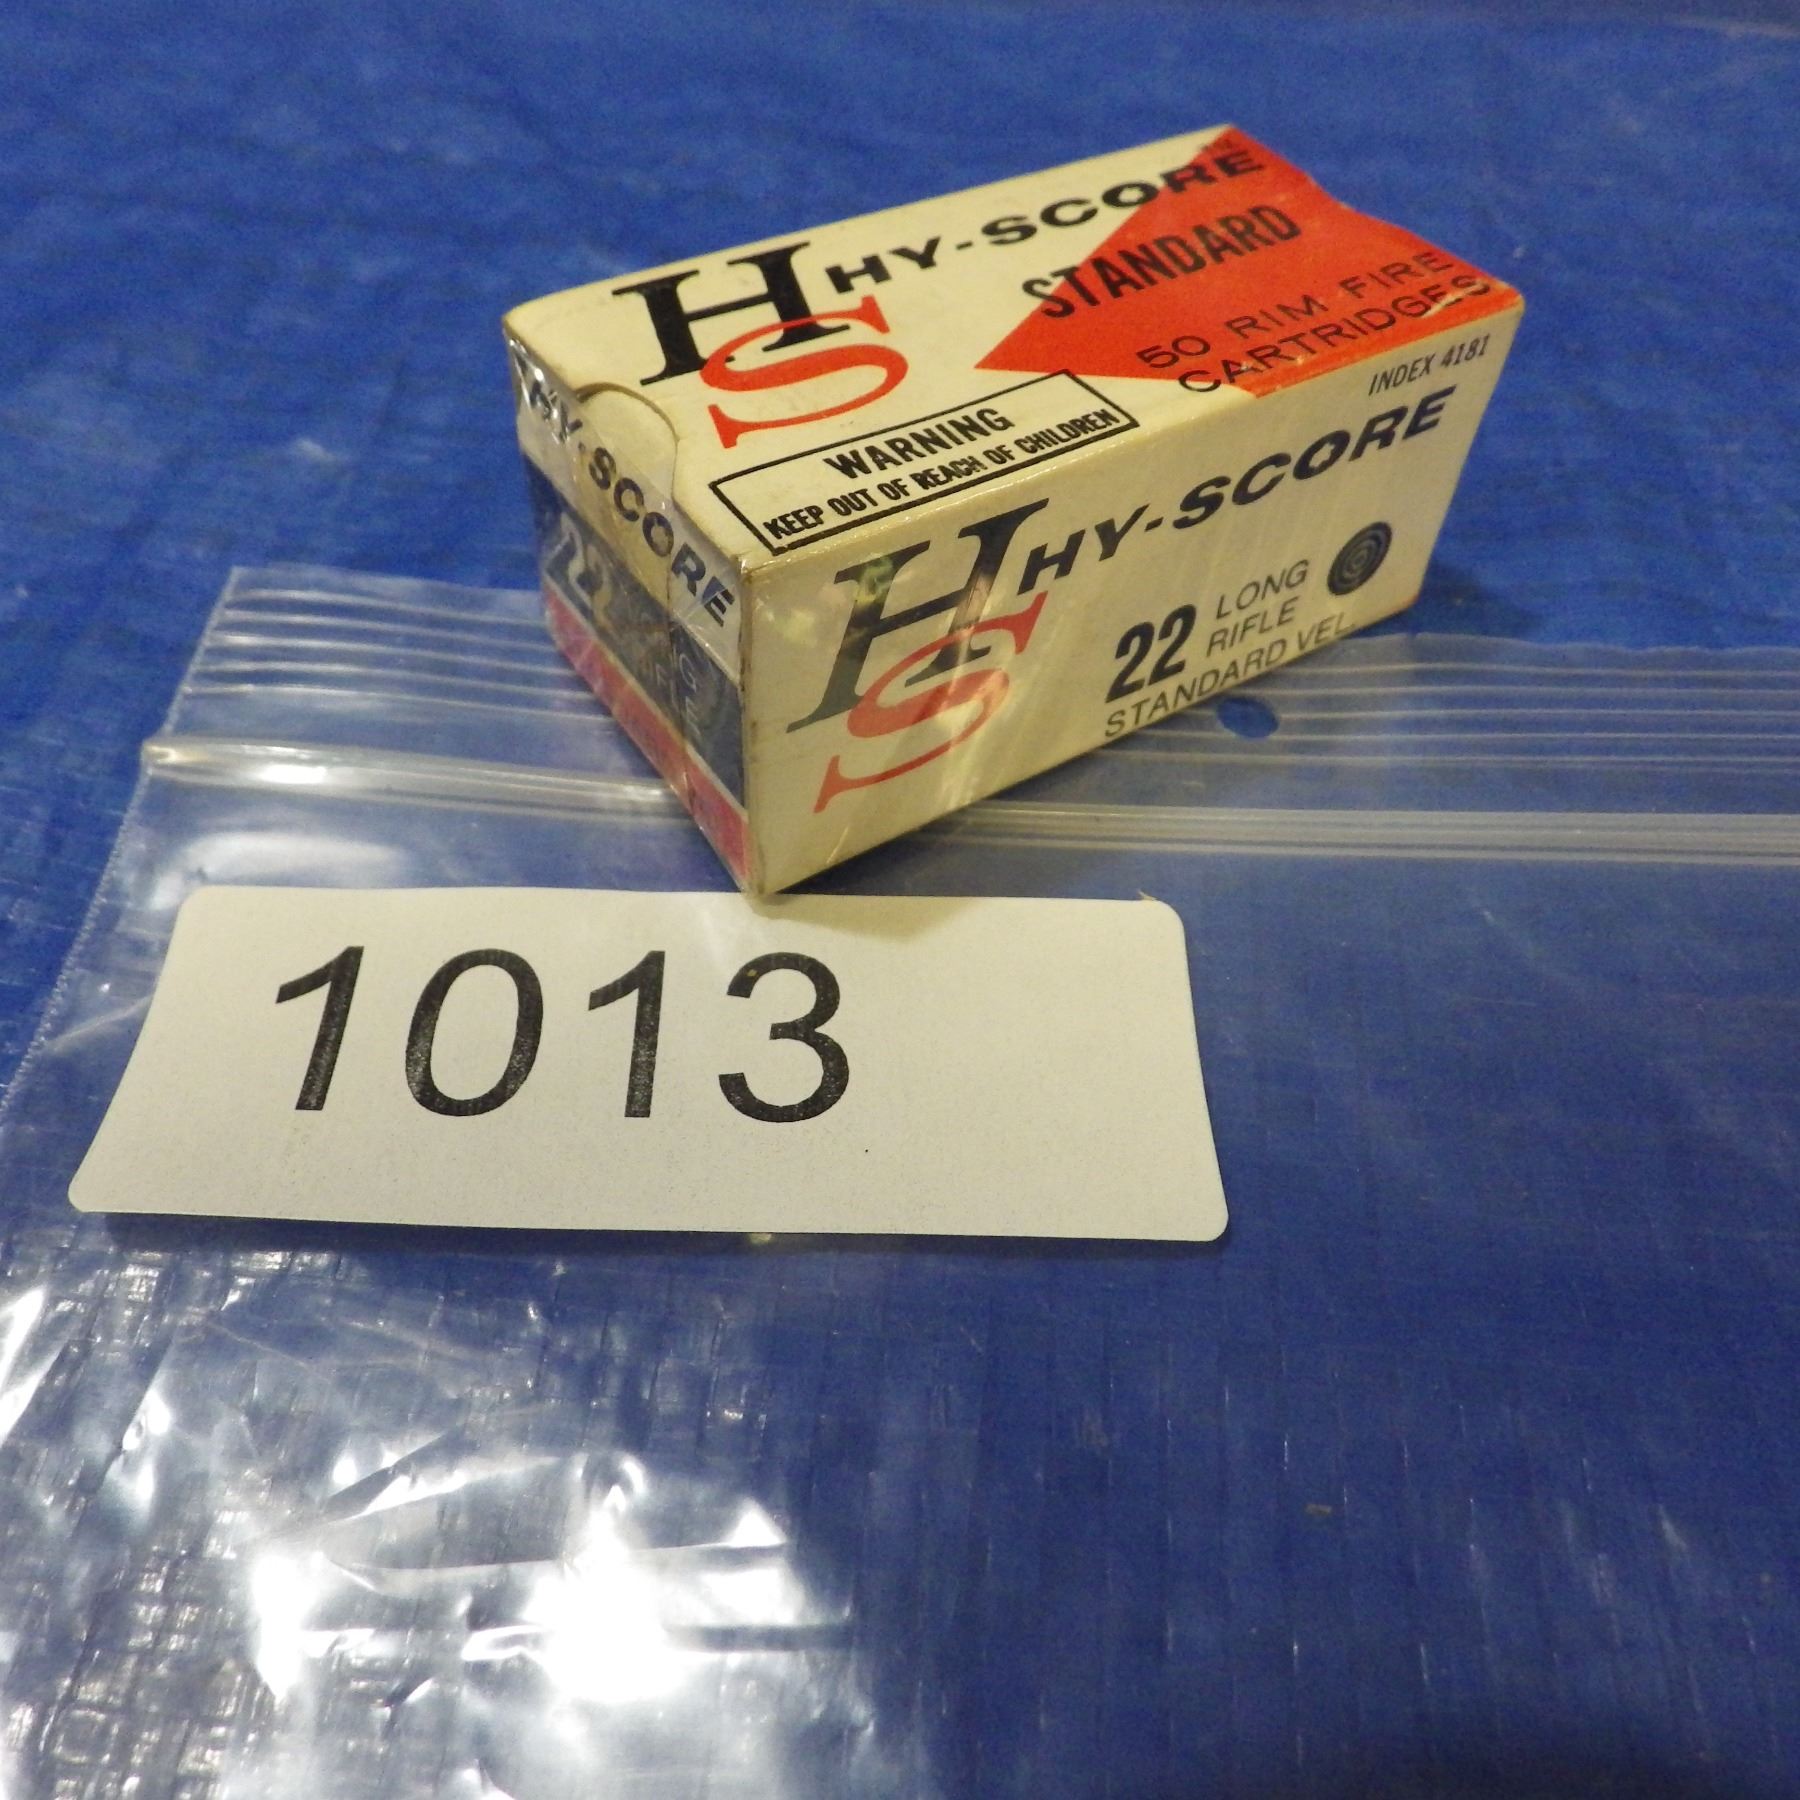 HS HY-SCORE
STANDARD
50 RIM FIRE
CARTRIDGES
WARNING
KEEP OUT OF REACH OF CHILDREN
INDEX 4181
HS HY-SCORE
22 LONG
RIFLE
STANDARD VEL.
HY-SCORE
22
1013